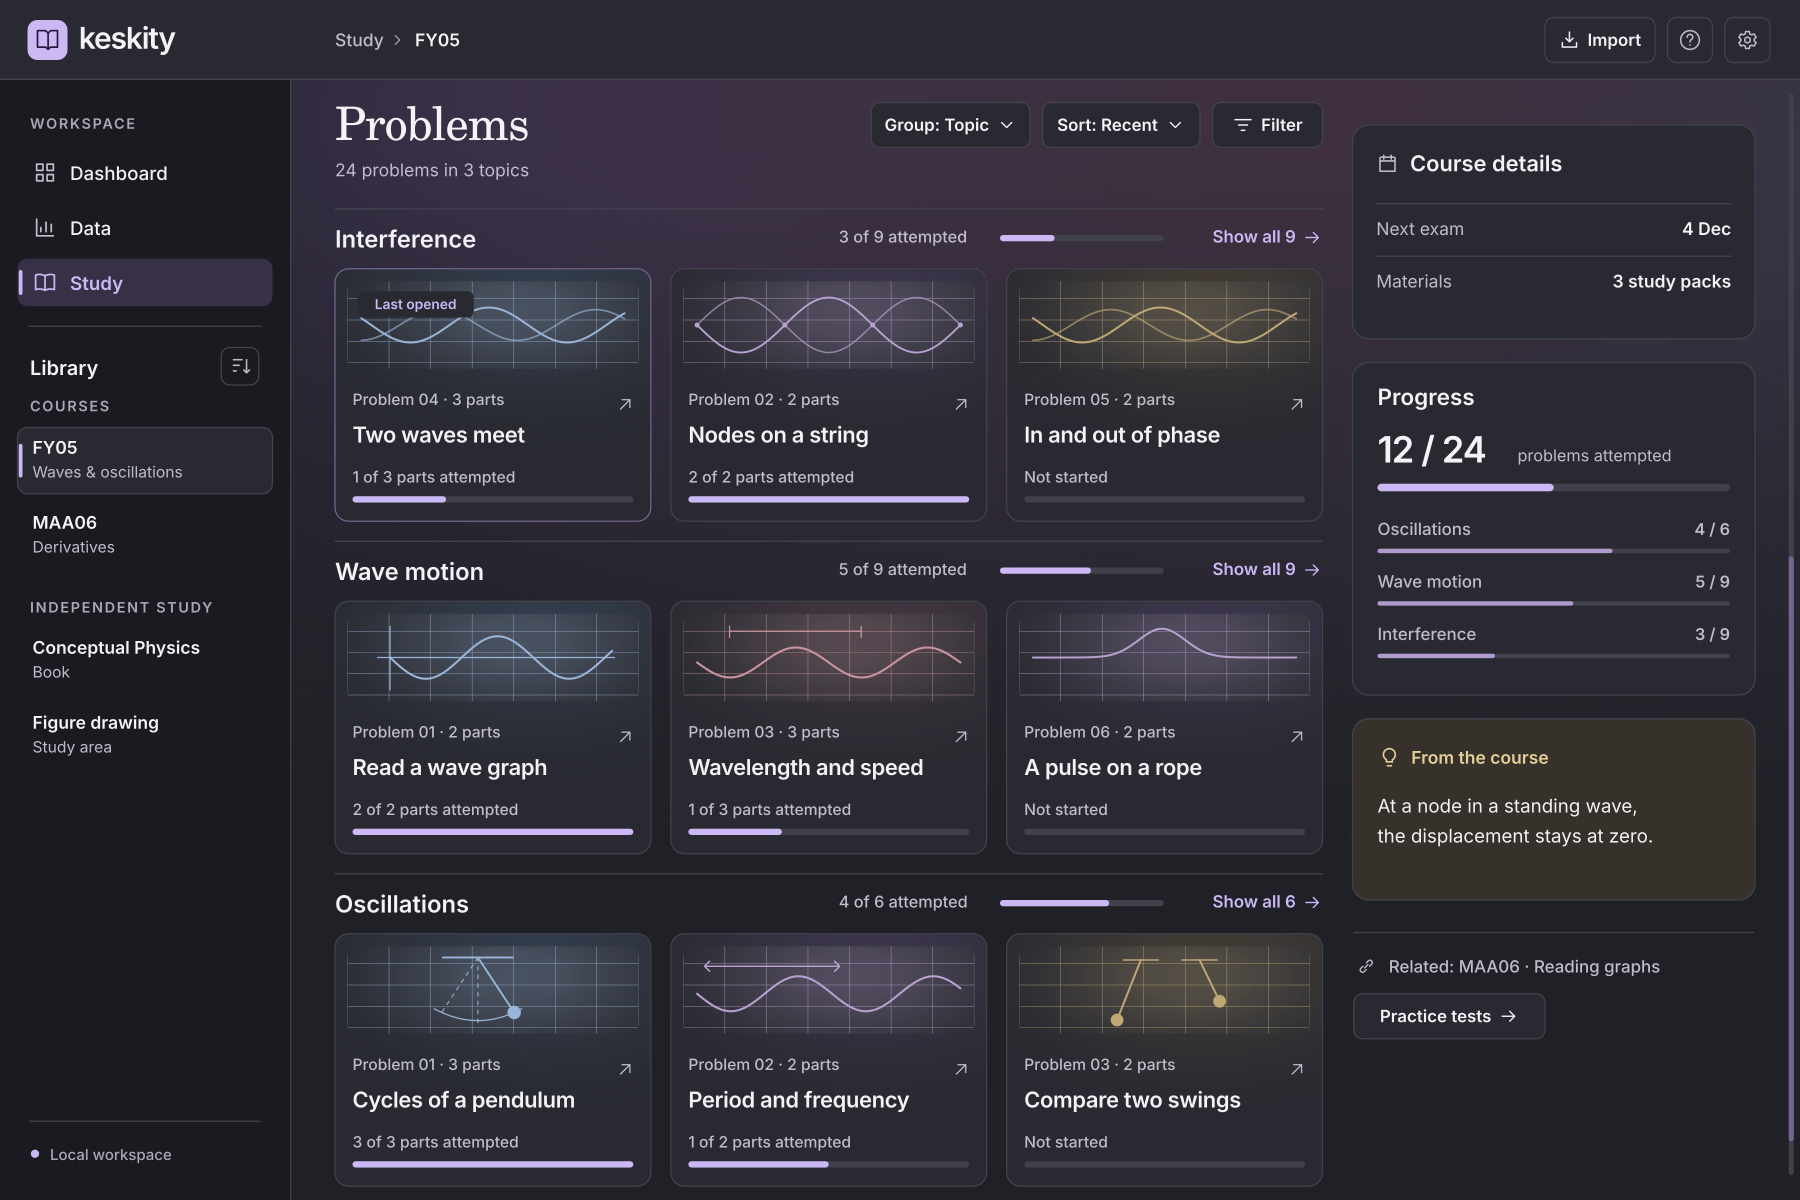 keskity
Study > FY05
Import
WORKSPACE
Dashboard
Data
Study
Library
COURSES
FY05
Waves & oscillations
MAA06
Derivatives
INDEPENDENT STUDY
Conceptual Physics
Book
Figure drawing
Study area
Local workspace
Problems
24 problems in 3 topics
Group: Topic
Sort: Recent
Filter
Interference
3 of 9 attempted
Show all 9 →
Last opened
Problem 04 · 3 parts
Two waves meet
1 of 3 parts attempted
Problem 02 · 2 parts
Nodes on a string
2 of 2 parts attempted
Problem 05 · 2 parts
In and out of phase
Not started
Wave motion
5 of 9 attempted
Show all 9 →
Problem 01 · 2 parts
Read a wave graph
2 of 2 parts attempted
Problem 03 · 3 parts
Wavelength and speed
1 of 3 parts attempted
Problem 06 · 2 parts
A pulse on a rope
Not started
Oscillations
4 of 6 attempted
Show all 6 →
Problem 01 · 3 parts
Cycles of a pendulum
3 of 3 parts attempted
Problem 02 · 2 parts
Period and frequency
1 of 2 parts attempted
Problem 03 · 2 parts
Compare two swings
Not started
Course details
Next exam 4 Dec
Materials 3 study packs
Progress
12 / 24 problems attempted
Oscillations 4 / 6
Wave motion 5 / 9
Interference 3 / 9
From the course
At a node in a standing wave,
the displacement stays at zero.
Related: MAA06 · Reading graphs
Practice tests →